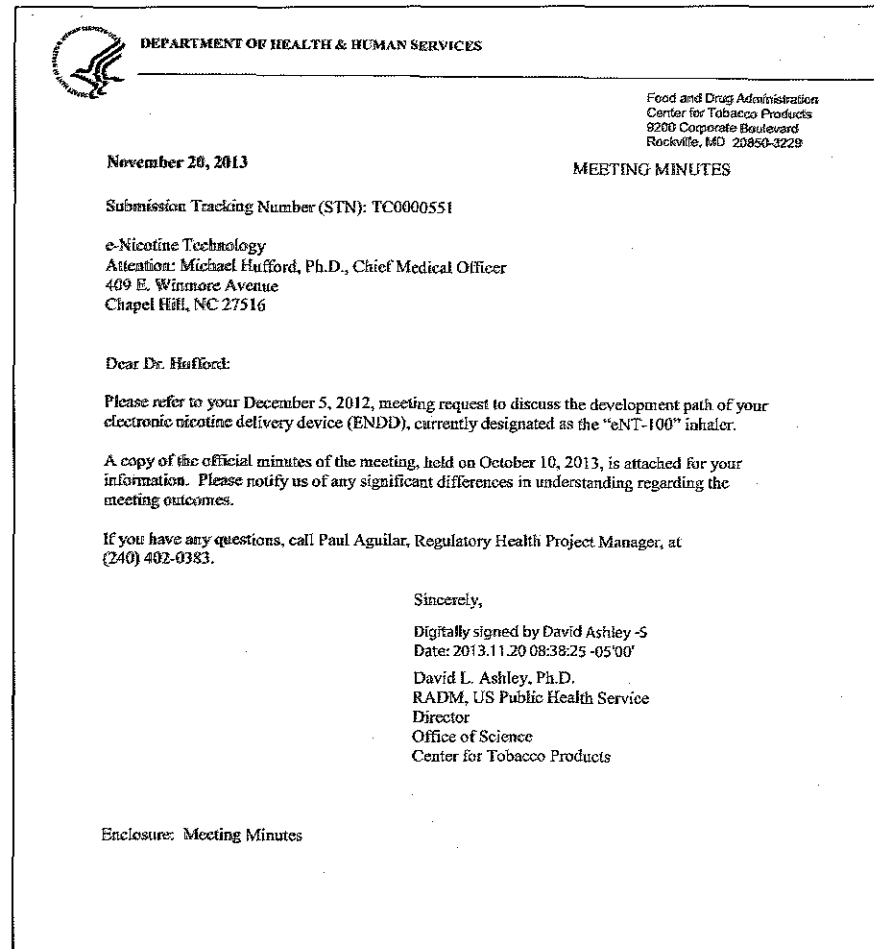 DEPARTMENT OF HEALTH & HUMAN SERVICES
Food and Drug Administration
Center for Tobacco Products
9200 Corporate Boulevard
Rockville, MD 20850-3229
November 20, 2013
MEETING MINUTES
Submission Tracking Number (STN): TC0000551
e-Nicotine Technology
Attention: Michael Hufford, Ph.D., Chief Medical Officer
409 E. Winmore Avenue
Chapel Hill, NC 27516
Dear Dr. Hufford:
Please refer to your December 5, 2012, meeting request to discuss the development path of your
electronic nicotine delivery device (ENDD), currently designated as the “eNT-100” inhaler.
A copy of the official minutes of the meeting, held on October 10, 2013, is attached for your
information. Please notify us of any significant differences in understanding regarding the
meeting outcomes.
If you have any questions, call Paul Aguilar, Regulatory Health Project Manager, at
(240) 402-0383.
Sincerely,
Digitally signed by David Ashley -S
Date: 2013.11.20 08:38:25 -05'00'
David L. Ashley, Ph.D.
RADM, US Public Health Service
Director
Office of Science
Center for Tobacco Products
Enclosure: Meeting Minutes